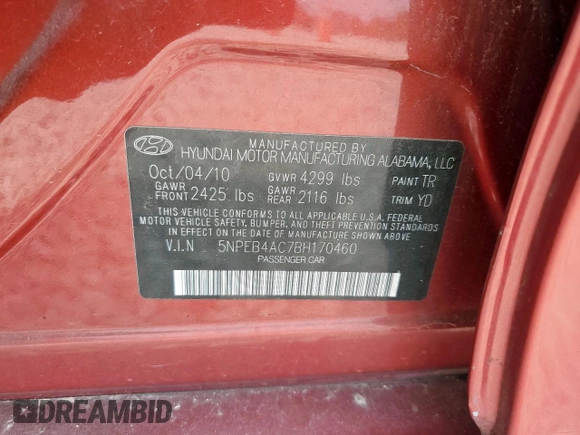 MANUFACTURED BY
HYUNDAI MOTOR MANUFACTURING ALABAMA, LLC
Oct/04/10 GVWR 4299 lbs PAINT TR
GAWR FRONT 2425 lbs GAWR REAR 2116 lbs TRIM YD
THIS VEHICLE CONFORMS TO ALL APPLICABLE U.S.A. FEDERAL
MOTOR VEHICLE SAFETY, BUMPER, AND THEFT PREVENTION STANDARDS
IN EFFECT ON THE DATE OF MANUFACTURE SHOWN ABOVE.
V.I.N 5NPEB4AC7BH170460
PASSENGER CAR
DREAMBID